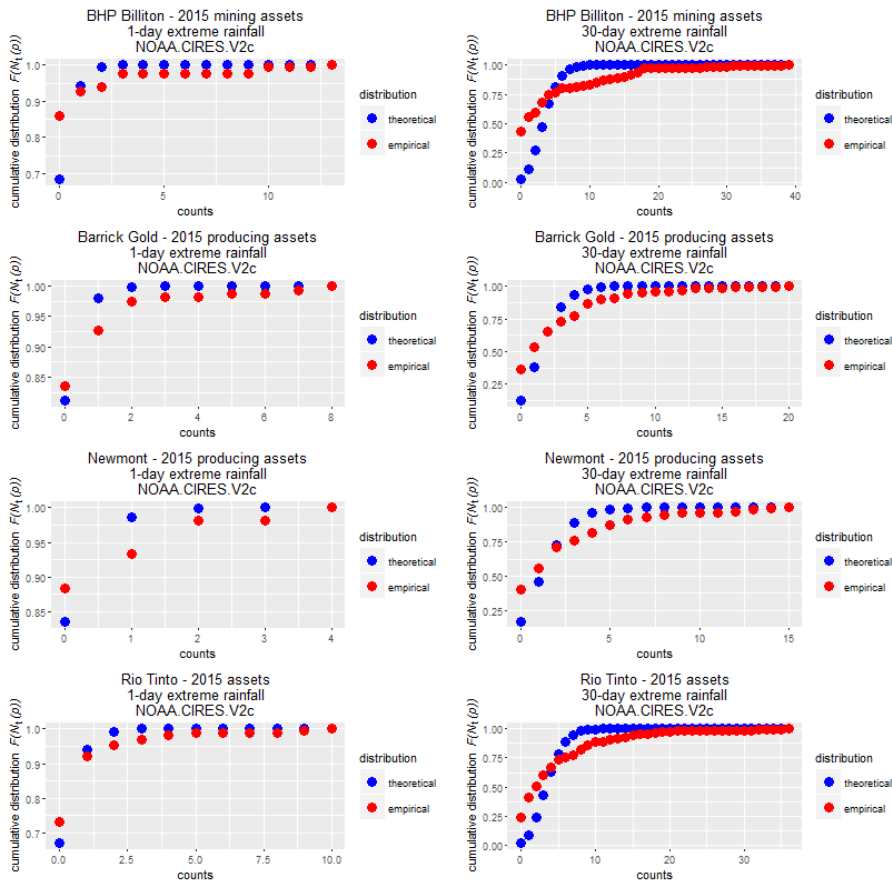 BHP Billiton - 2015 mining assets
1-day extreme rainfall
NOAA.CIRES.V2c
cumulative distribution F(Nt(ρ))
1.0
0.9
0.8
0.7
0
5
10
counts
distribution
theoretical
empirical
BHP Billiton - 2015 mining assets
30-day extreme rainfall
NOAA.CIRES.V2c
cumulative distribution F(Nt(ρ))
1.00
0.75
0.50
0.25
0.00
0
10
20
30
40
counts
distribution
theoretical
empirical
Barrick Gold - 2015 producing assets
1-day extreme rainfall
NOAA.CIRES.V2c
cumulative distribution F(Nt(ρ))
1.00
0.95
0.90
0.85
0
2
4
6
8
counts
distribution
theoretical
empirical
Barrick Gold - 2015 producing assets
30-day extreme rainfall
NOAA.CIRES.V2c
cumulative distribution F(Nt(ρ))
1.00
0.75
0.50
0.25
0
5
10
15
20
counts
distribution
theoretical
empirical
Newmont - 2015 producing assets
1-day extreme rainfall
NOAA.CIRES.V2c
cumulative distribution F(Nt(ρ))
1.00
0.95
0.90
0.85
0
1
2
3
4
counts
distribution
theoretical
empirical
Newmont - 2015 producing assets
30-day extreme rainfall
NOAA.CIRES.V2c
cumulative distribution F(Nt(ρ))
1.00
0.75
0.50
0.25
0
5
10
15
counts
distribution
theoretical
empirical
Rio Tinto - 2015 assets
1-day extreme rainfall
NOAA.CIRES.V2c
cumulative distribution F(Nt(ρ))
1.0
0.9
0.8
0.7
0.0
2.5
5.0
7.5
10.0
counts
distribution
theoretical
empirical
Rio Tinto - 2015 assets
30-day extreme rainfall
NOAA.CIRES.V2c
cumulative distribution F(Nt(ρ))
1.00
0.75
0.50
0.25
0.00
0
10
20
30
counts
distribution
theoretical
empirical